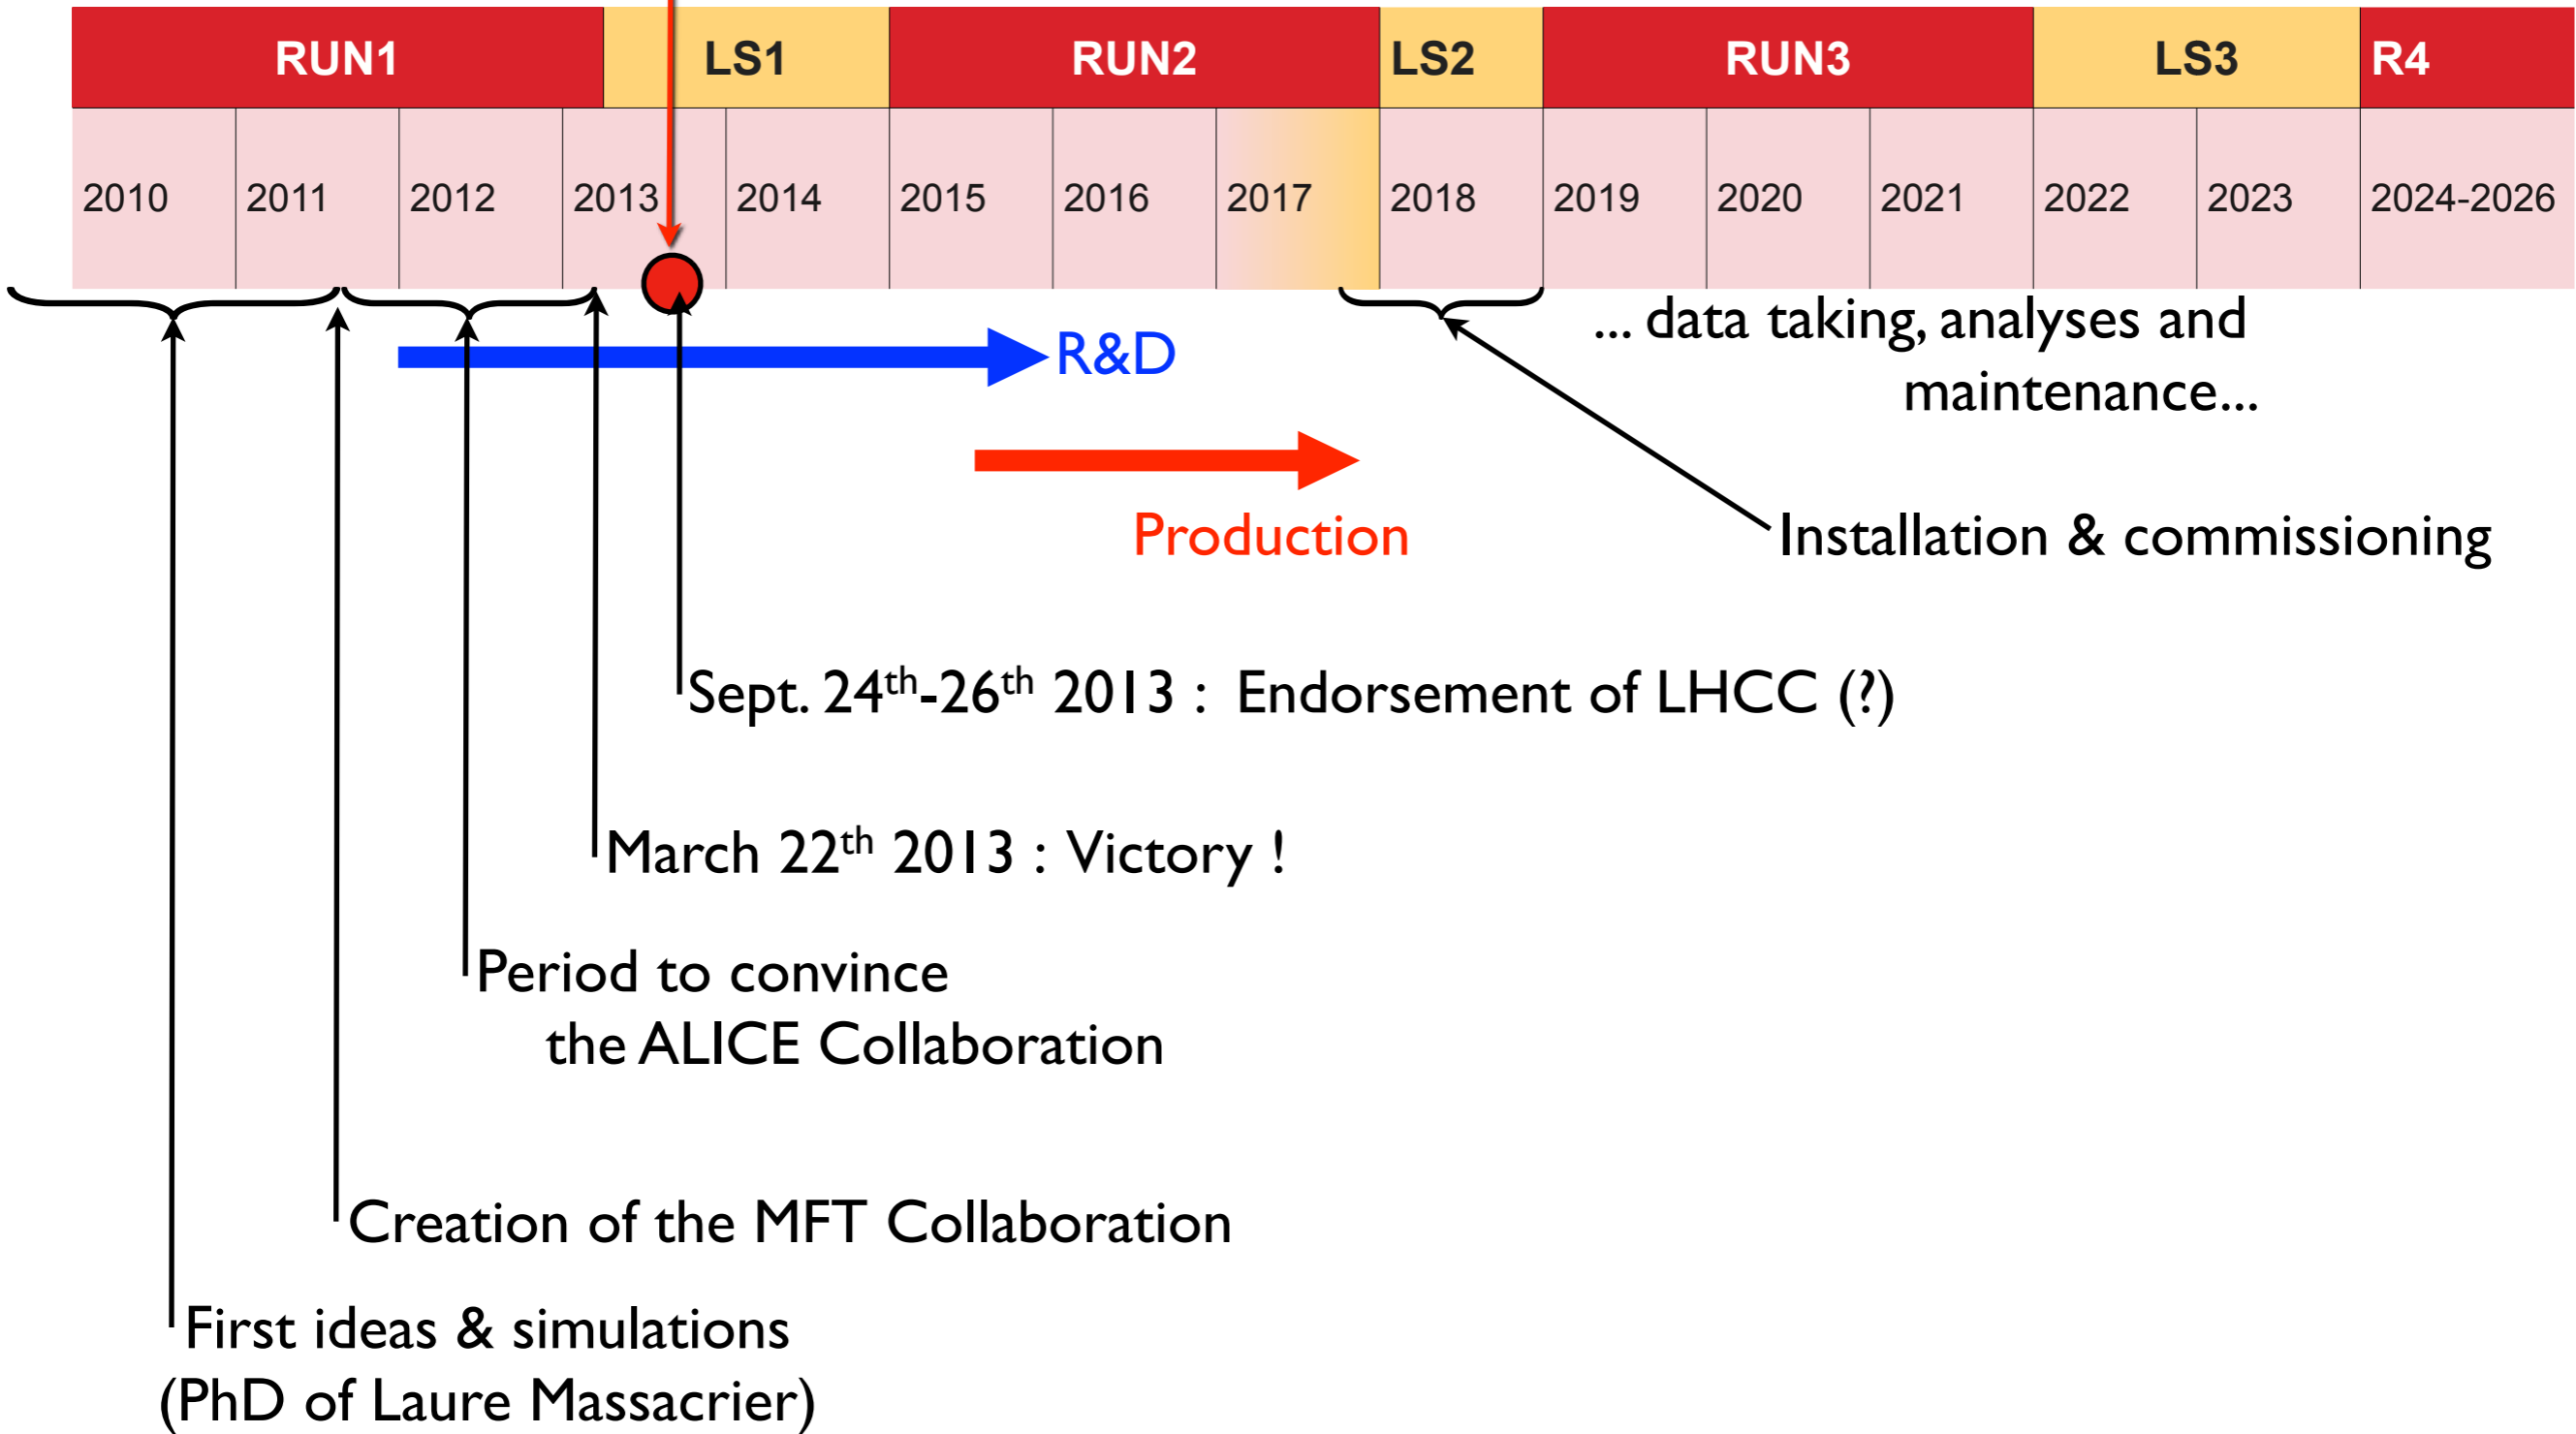 RUN1 LS1 RUN2 LS2 RUN3 LS3 R4
2010 2011 2012 2013 2014 2015 2016 2017 2018 2019 2020 2021 2022 2023 2024-2026
... data taking, analyses and
maintenance...
R&D
Production
Installation & commissioning
Sept. 24th-26th 2013 : Endorsement of LHCC (?)
March 22th 2013 : Victory !
Period to convince
the ALICE Collaboration
Creation of the MFT Collaboration
First ideas & simulations
(PhD of Laure Massacrier)